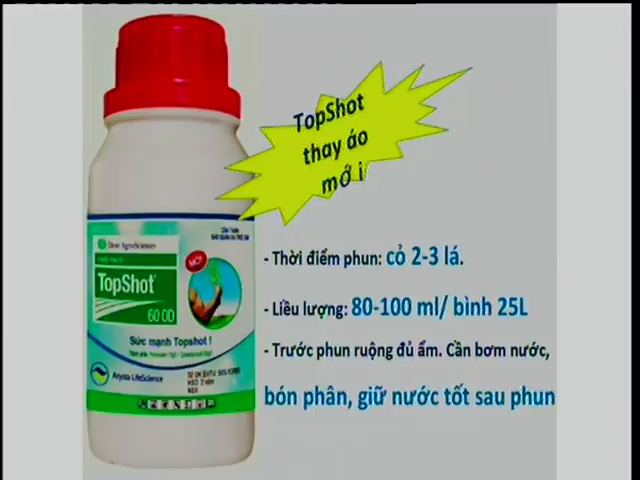 TopShot
thay áo
mới
CẨN THẬN
Dow AgroSciences
MỚI
TopShot
60 OD
Sức mạnh Topshot !
Arysta LifeScience
- Thời điểm phun: cỏ 2-3 lá.
- Liều lượng: 80-100 ml/ bình 25L
- Trước phun ruộng đủ ẩm. Cần bơm nước,
bón phân, giữ nước tốt sau phun